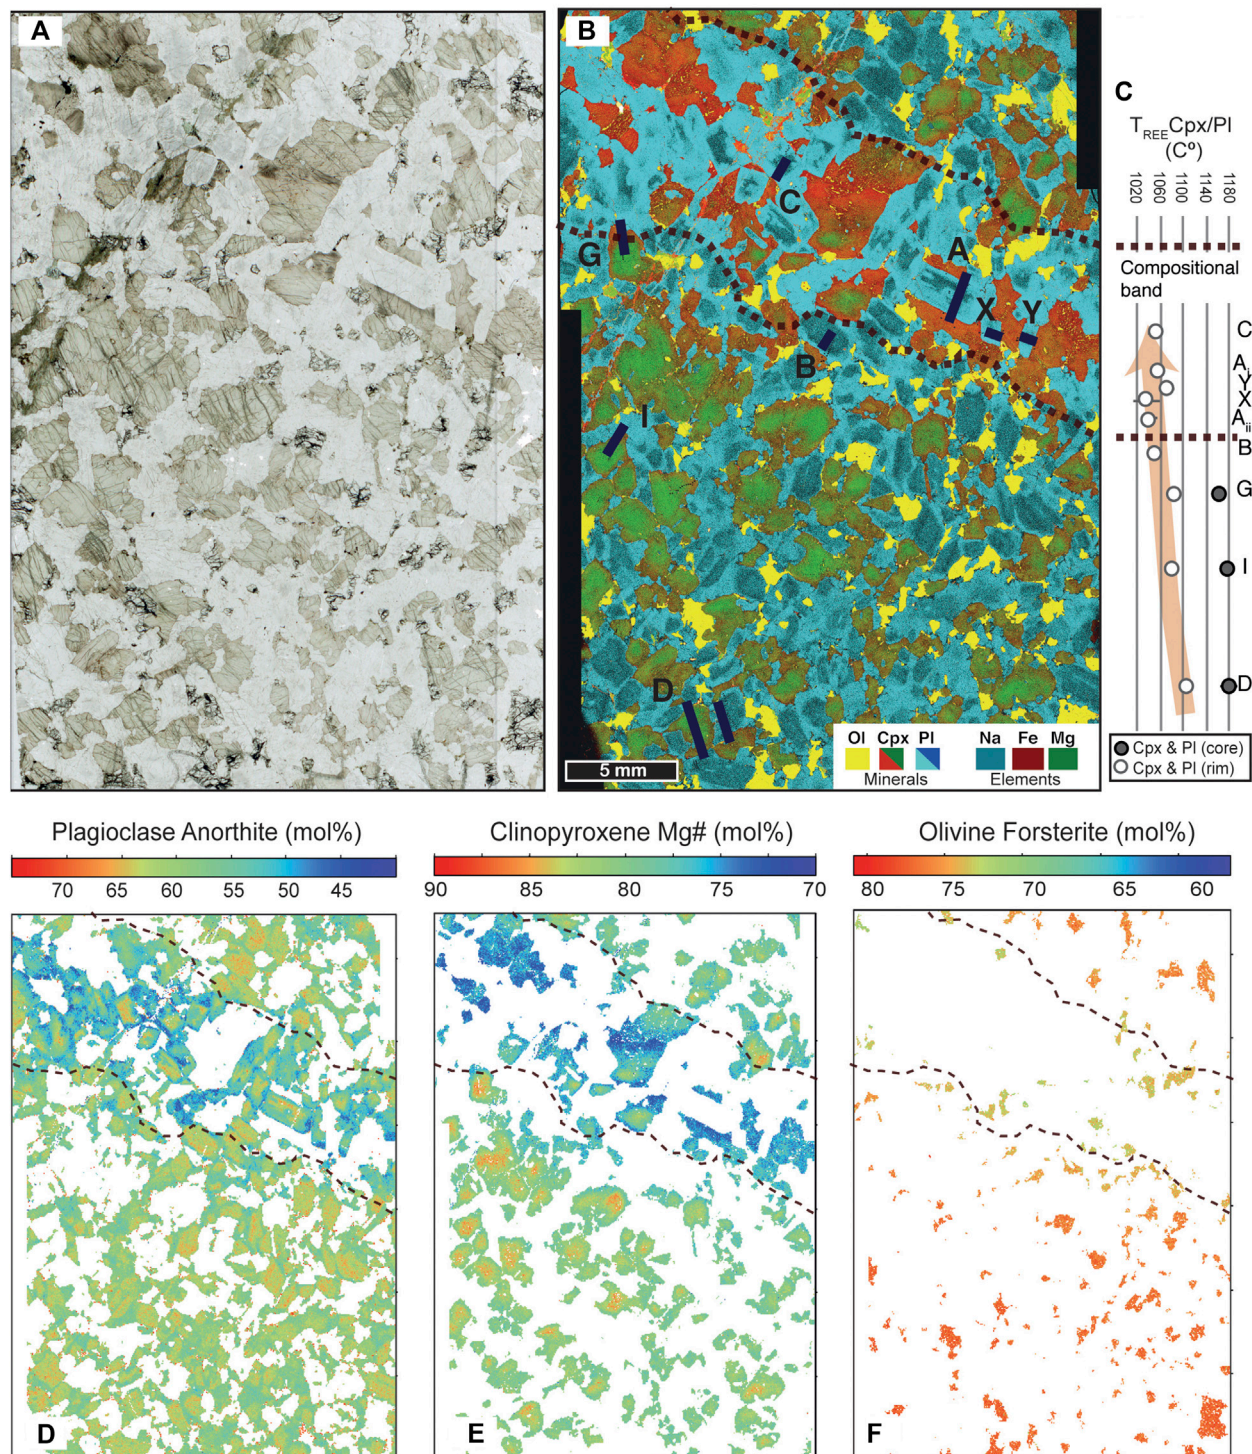 A
B
C
T_REE Cpx/Pl
(Cº)
1020
1060
1100
1140
1180
Compositional
band
C
A_i
Y
X
A_ii
B
G
I
D
Cpx & Pl (core)
Cpx & Pl (rim)
C
G
A
X
Y
B
I
D
5 mm
Ol Cpx Pl
Minerals
Na Fe Mg
Elements
Plagioclase Anorthite (mol%)
70 65 60 55 50 45
Clinopyroxene Mg# (mol%)
90 85 80 75 70
Olivine Forsterite (mol%)
80 75 70 65 60
D
E
F